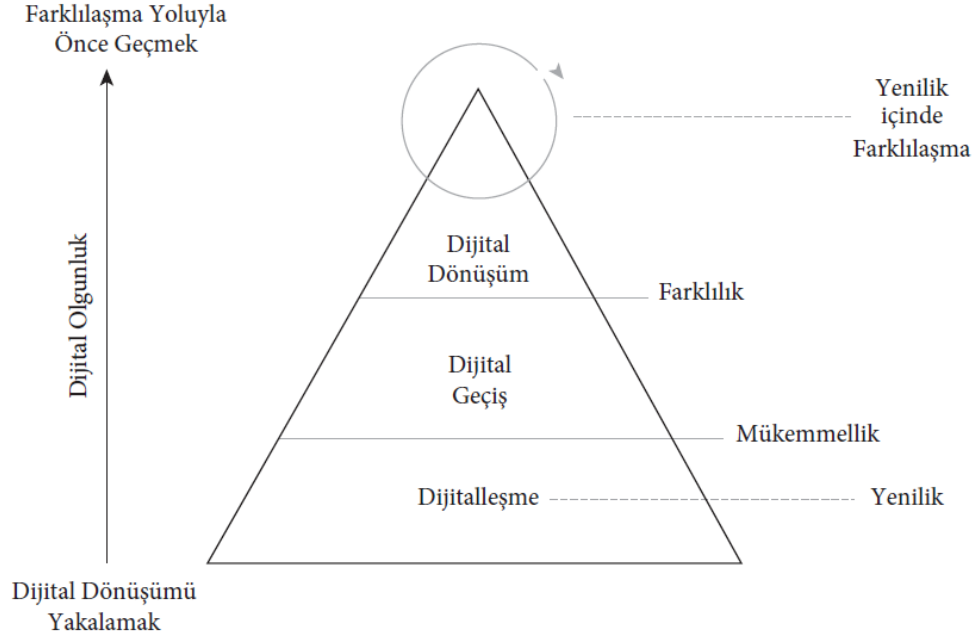 Farklılaşma Yoluyla
Önce Geçmek
Yenilik
içinde
Farklılaşma
Dijital
Dönüşüm
Farklılık
Dijital Olgunluk
Dijital
Geçiş
Mükemmellik
Dijitalleşme
Yenilik
Dijital Dönüşümü
Yakalamak